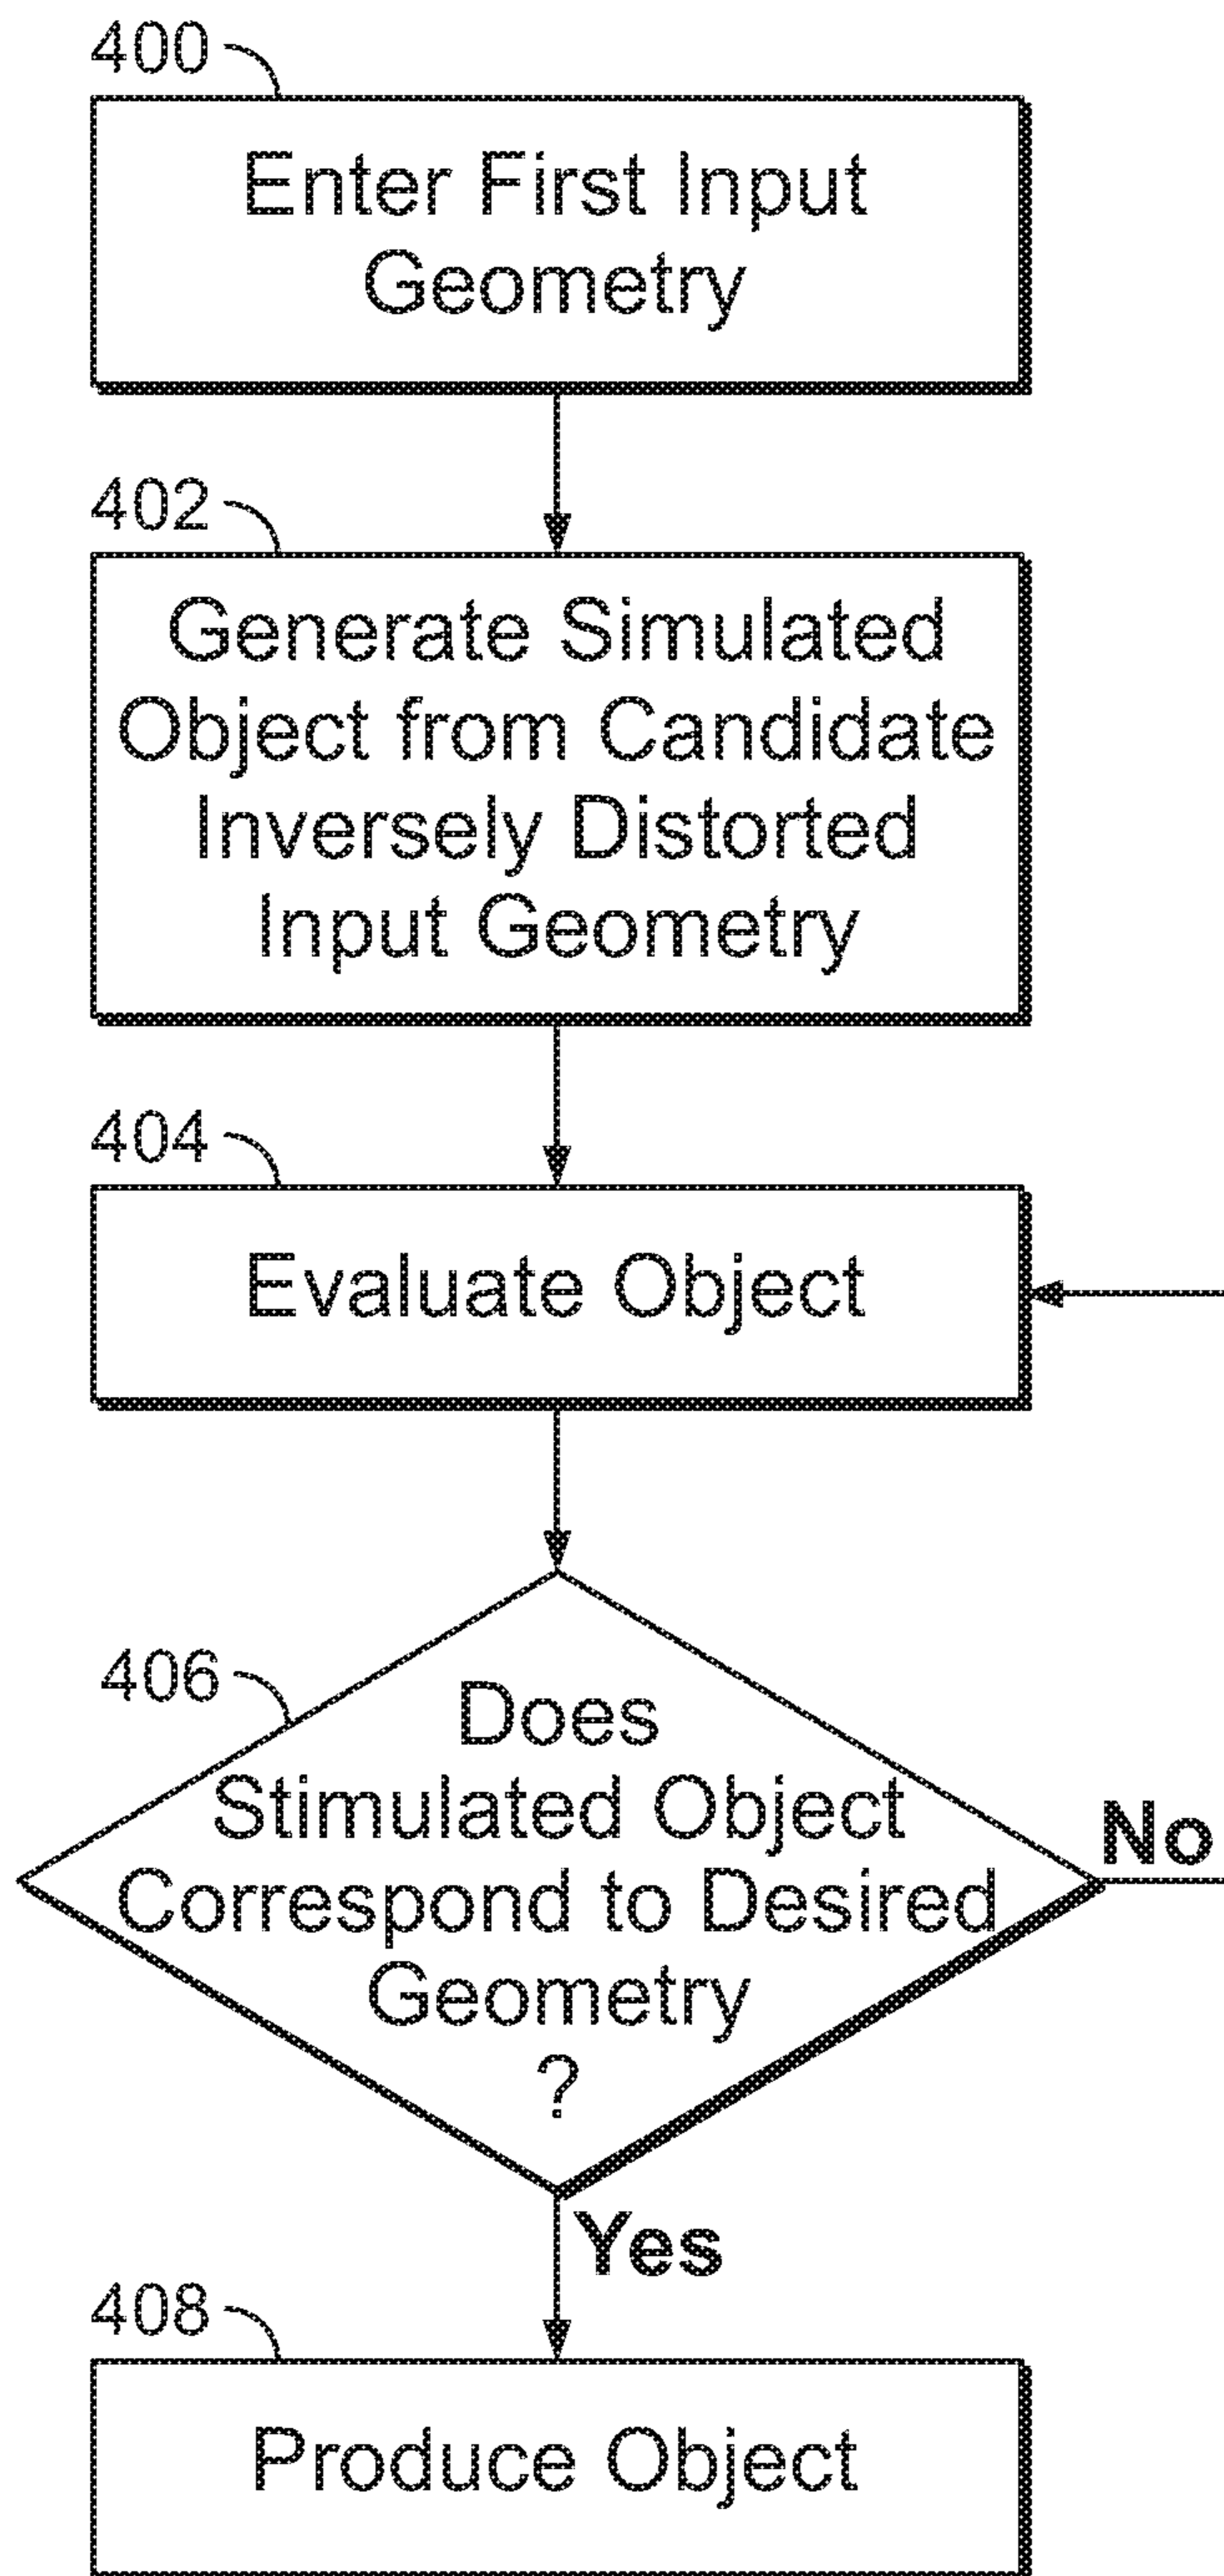 400
Enter First Input
Geometry
402
Generate Simulated
Object from Candidate
Inversely Distorted
Input Geometry
404
Evaluate Object
406
Does
Stimulated Object
Correspond to Desired
Geometry
?
No
Yes
408
Produce Object